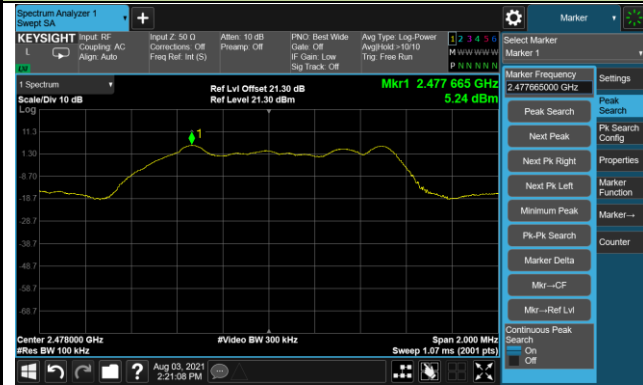 Spectrum Analyzer 1
Swept SA
Marker
KEYSIGHT
L
Input: RF
Coupling: AC
Align: Auto
Input Z: 50 Ω
Corrections: Off
Freq Ref: Int (S)
Atten: 10 dB
Preamp: Off
PNO: Best Wide
Gate: Off
IF Gain: Low
Sig Track: Off
Avg Type: Log-Power
Avg|Hold:>10/10
Trig: Free Run
1 2 3 4 5 6
M W W W W W
P N N N N N
Select Marker
Marker 1
1 Spectrum
Scale/Div 10 dB
Ref Lvl Offset 21.30 dB
Ref Level 21.30 dBm
Mkr1 2.477 665 GHz
5.24 dBm
Log
11.3
1.30
-8.70
-18.7
-28.7
-38.7
-48.7
-58.7
-68.7
1
Center 2.478000 GHz
#Res BW 100 kHz
#Video BW 300 kHz
Span 2.000 MHz
Sweep 1.07 ms (2001 pts)
Marker Frequency
2.477665000 GHz
Peak Search
Next Peak
Next Pk Right
Next Pk Left
Minimum Peak
Pk-Pk Search
Marker Delta
Mkr→CF
Mkr→Ref Lvl
Continuous Peak
Search
On
Off
Settings
Peak
Search
Pk Search
Config
Properties
Marker
Function
Marker→
Counter
Aug 03, 2021
2:21:08 PM